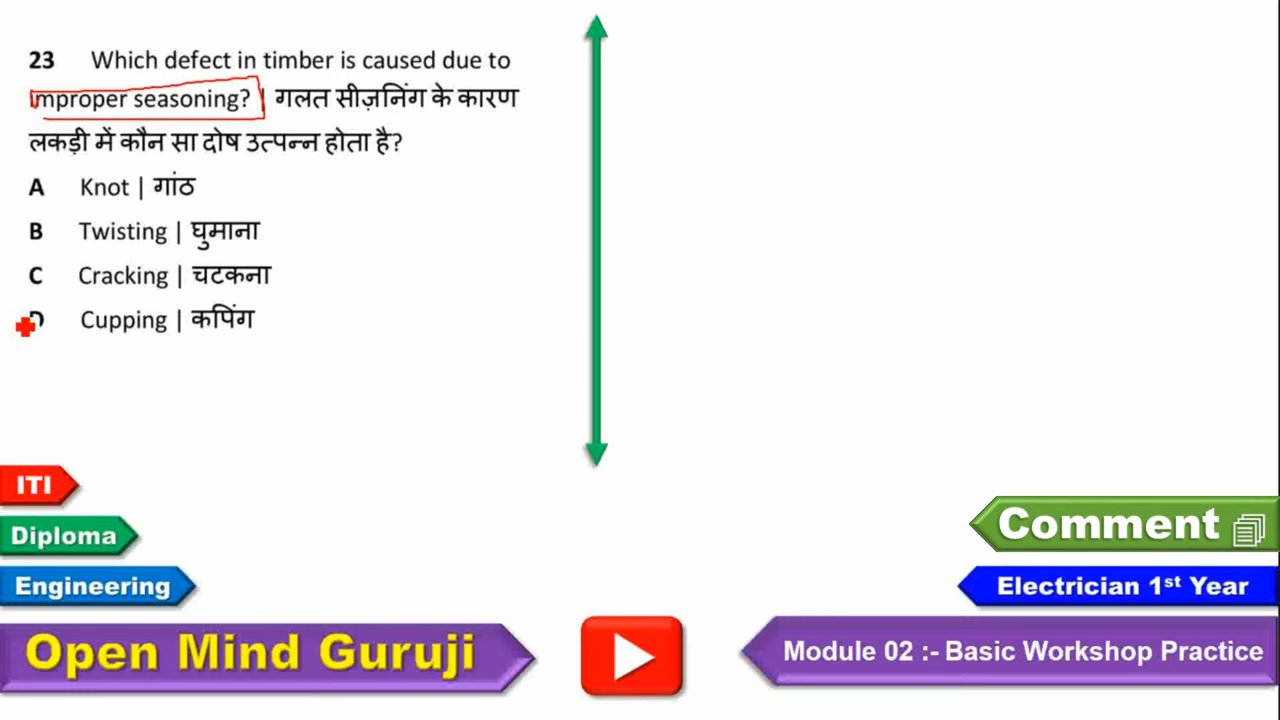 23 Which defect in timber is caused due to
Improper seasoning? | गलत सीज़निंग के कारण
लकड़ी में कौन सा दोष उत्पन्न होता है?
A Knot | गांठ
B Twisting | घुमाना
C Cracking | चटकना
D Cupping | कपिंग
ITI
Diploma
Engineering
Open Mind Guruji
Comment
Electrician 1st Year
Module 02 :- Basic Workshop Practice